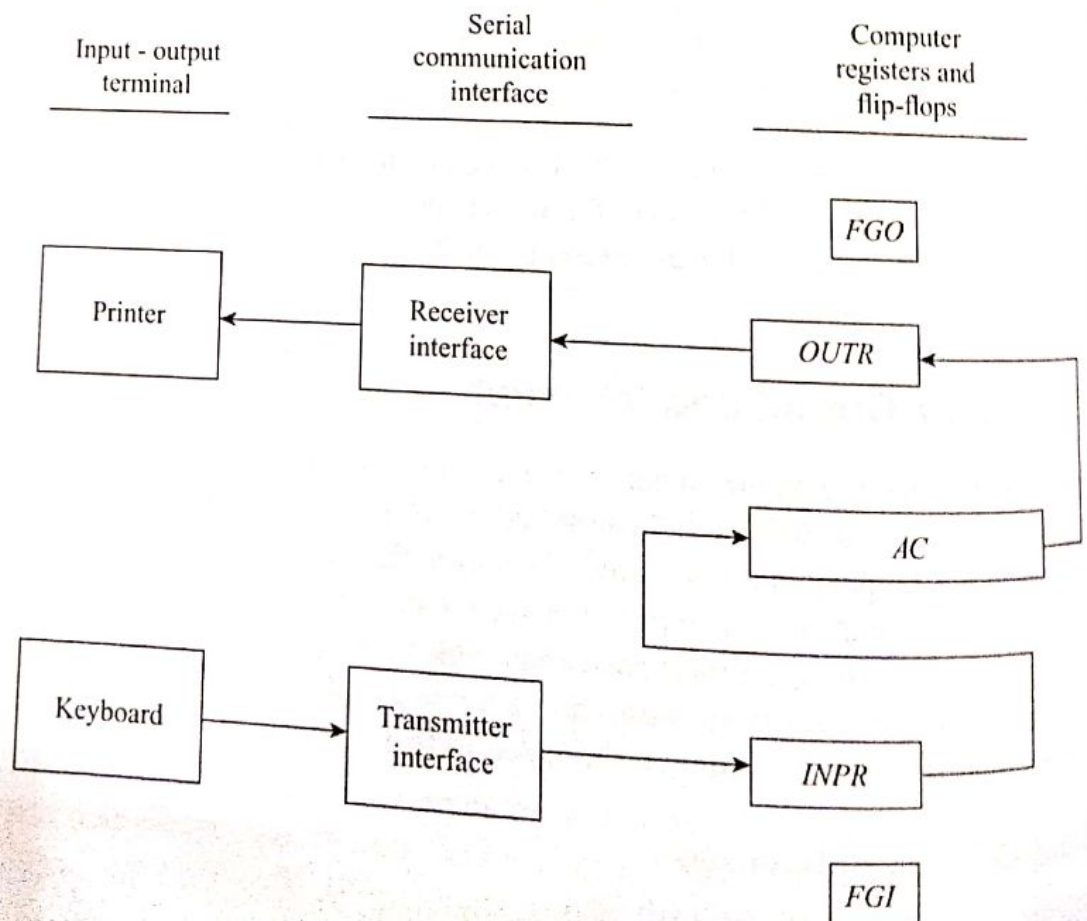 Input - output
terminal
Serial
communication
interface
Computer
registers and
flip-flops
FGO
Printer
Receiver
interface
OUTR
AC
Keyboard
Transmitter
interface
INPR
FGI